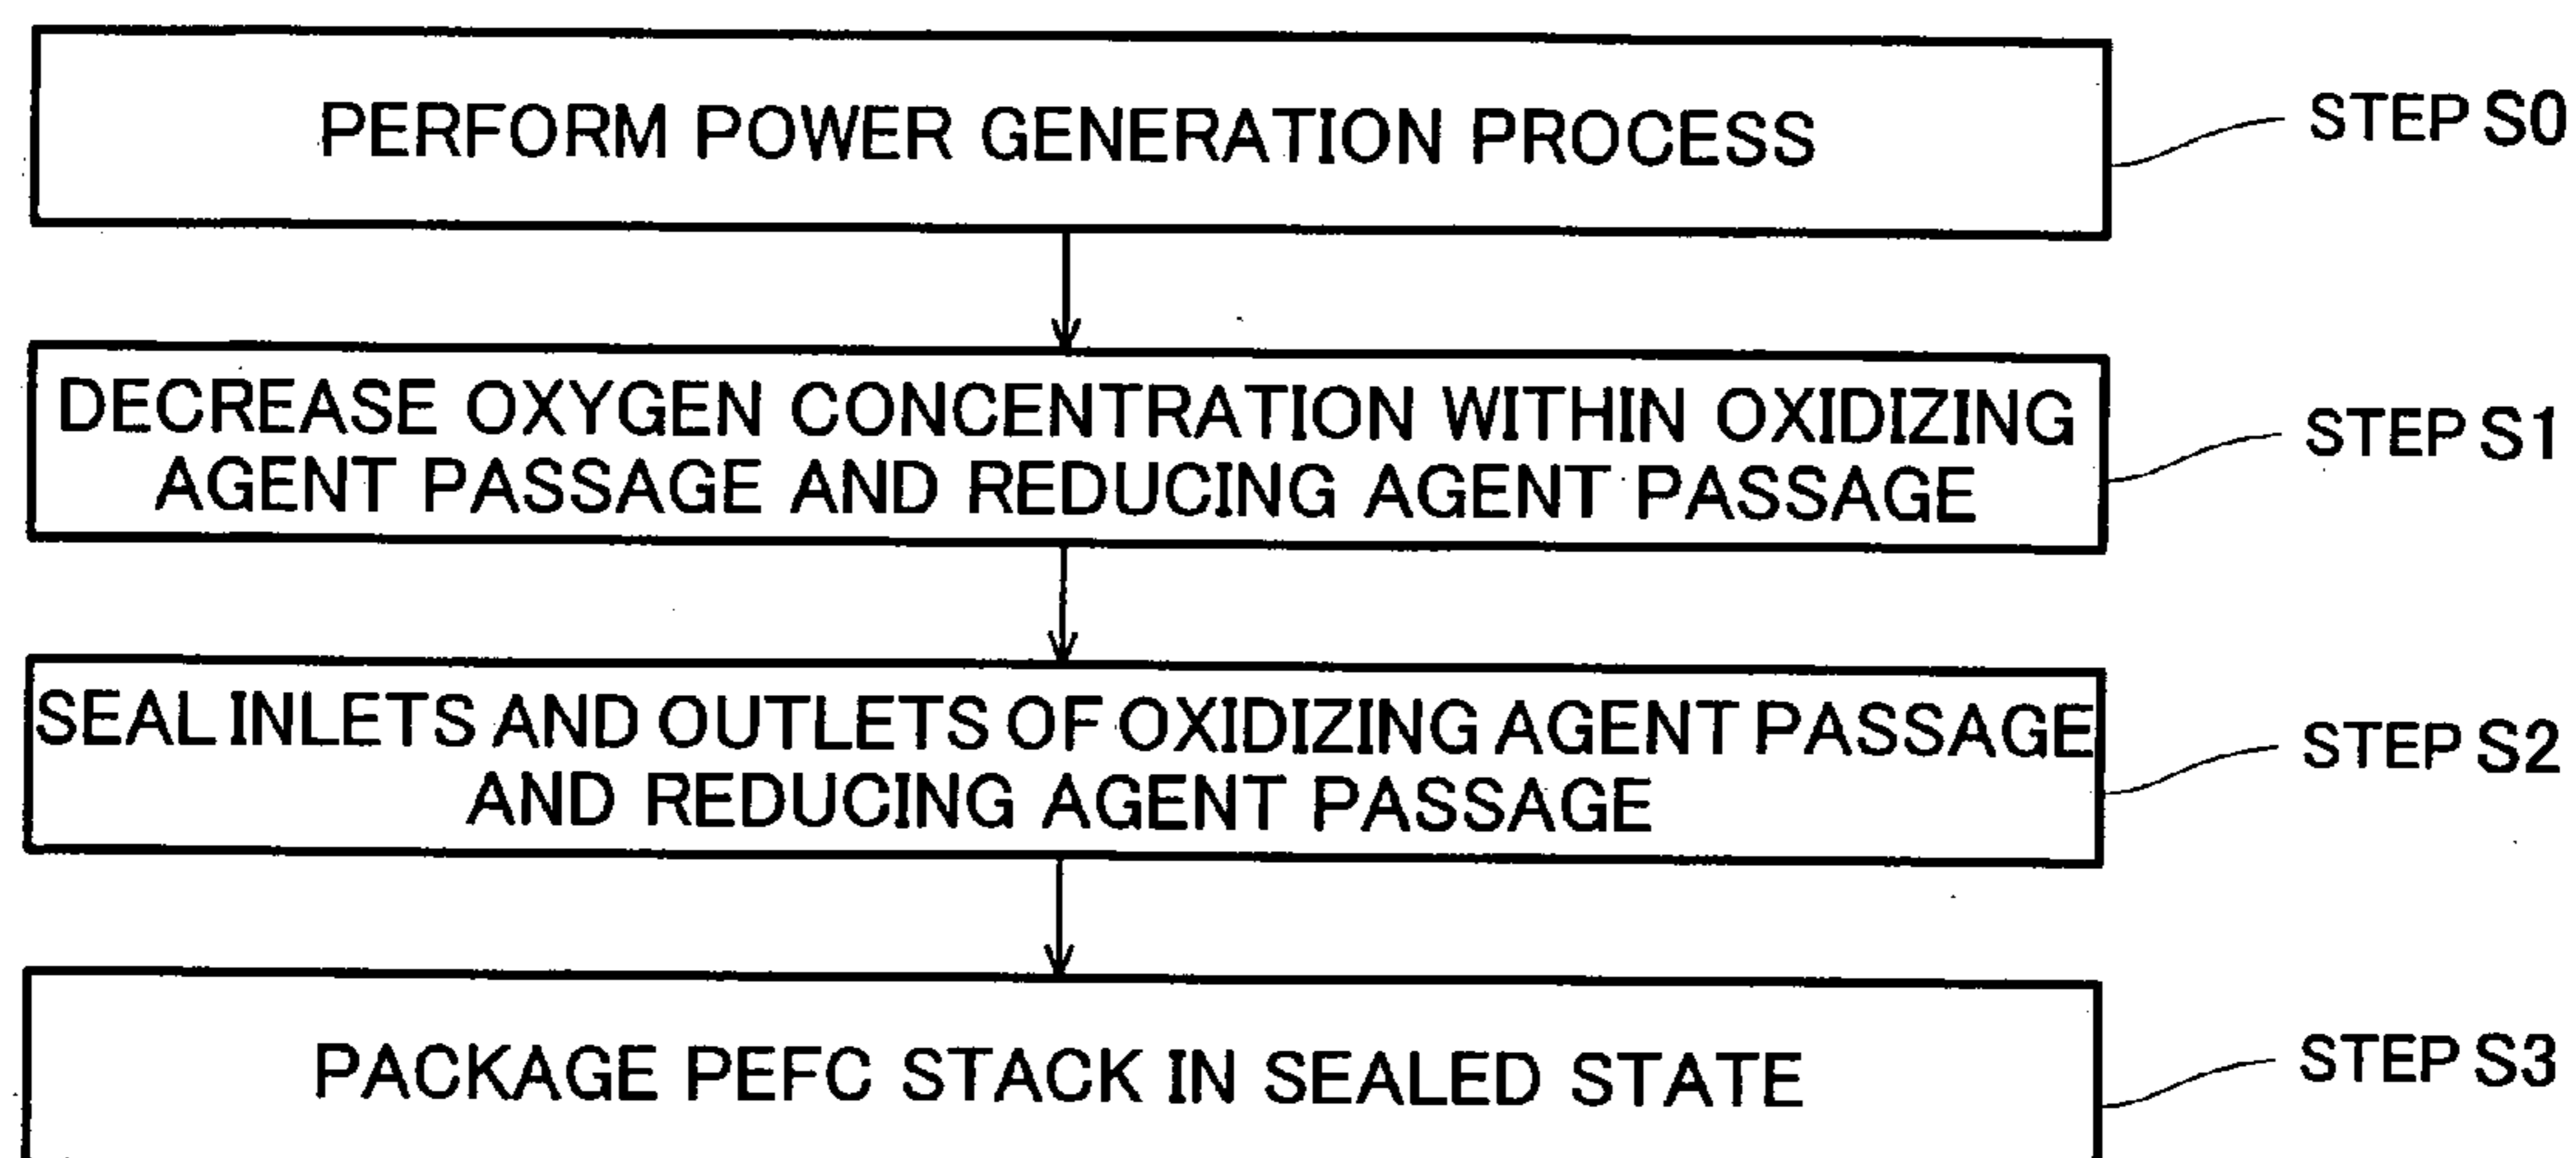 PERFORM POWER GENERATION PROCESS
STEP S0
DECREASE OXYGEN CONCENTRATION WITHIN OXIDIZING
AGENT PASSAGE AND REDUCING AGENT PASSAGE
STEP S1
SEAL INLETS AND OUTLETS OF OXIDIZING AGENT PASSAGE
AND REDUCING AGENT PASSAGE
STEP S2
PACKAGE PEFC STACK IN SEALED STATE
STEP S3